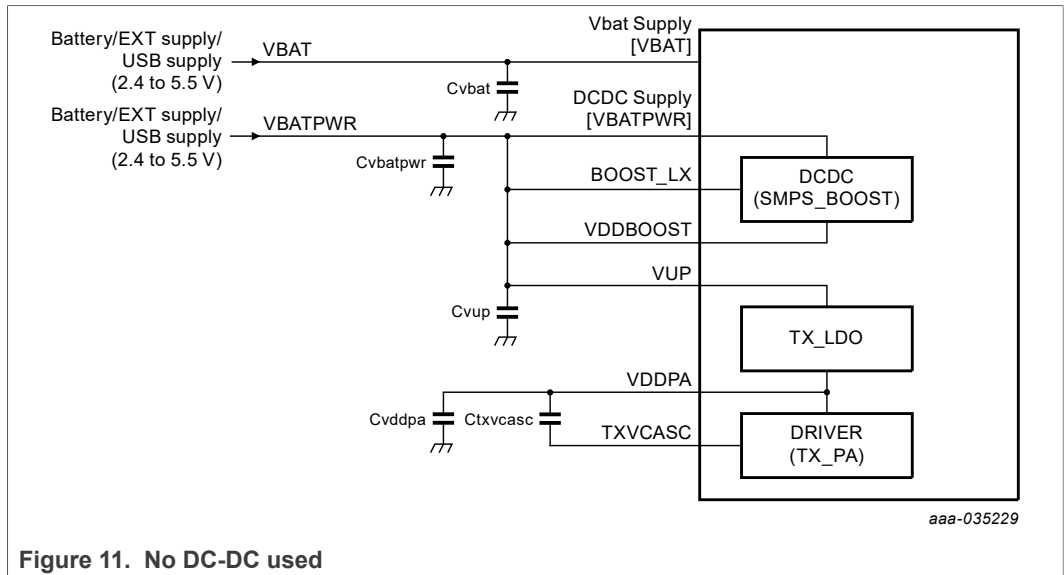 Battery/EXT supply/
USB supply
(2.4 to 5.5 V)
VBAT
Vbat Supply
[VBAT]
Cvbat
Battery/EXT supply/
USB supply
(2.4 to 5.5 V)
VBATPWR
DCDC Supply
[VBATPWR]
Cvbatpwr
BOOST_LX
DCDC
(SMPS_BOOST)
VDDBOOST
VUP
Cvup
TX_LDO
VDDPA
Cvddpa
Ctxvcasc
TXVCASC
DRIVER
(TX_PA)
aaa-035229
Figure 11. No DC-DC used